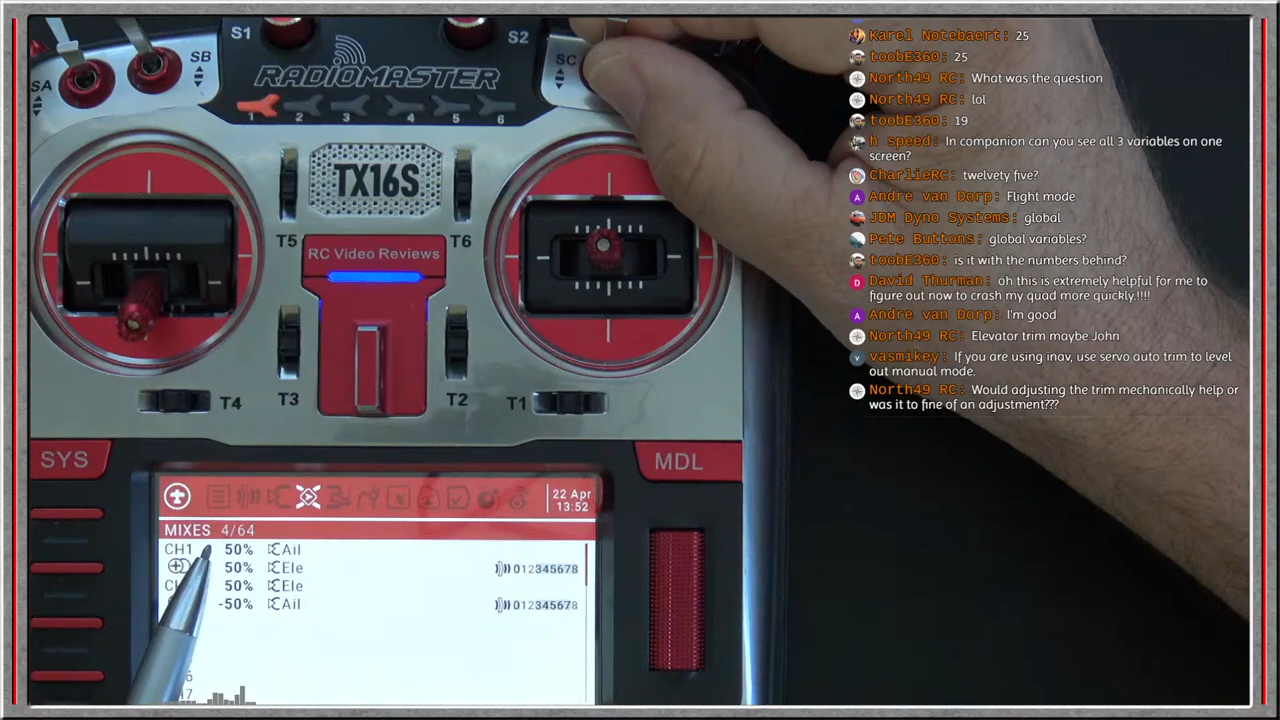 S1
S2
SA
SB
SC
RADIOMASTER
1 2 3 4 5 6
TX16S
T5
T6
RC Video Reviews
T3
T2
T4
T1
SYS
MDL
22 Apr
13:52
MIXES 4/64
CH1 50% Ail
50% Ele 012345678
CH 50% Ele
-50% Ail 012345678
Karel Notebaert: 25
toobE360: 25
North49 RC: What was the question
North49 RC: lol
toobE360: 19
h speed: In companion can you see all 3 variables on one
screen?
CharlieRC: twelvety five?
Andre van Dorp: Flight mode
JDM Dyno Systems: global
Pete Buttons: global variables?
toobE360: is it with the numbers behind?
David Thurman: oh this is extremely helpful for me to
figure out now to crash my quad more quickly.!!!!
Andre van Dorp: I'm good
North49 RC: Elevator trim maybe John
vasmikey: If you are using inav, use servo auto trim to level
out manual mode.
North49 RC: Would adjusting the trim mechanically help or
was it to fine of an adjustment???